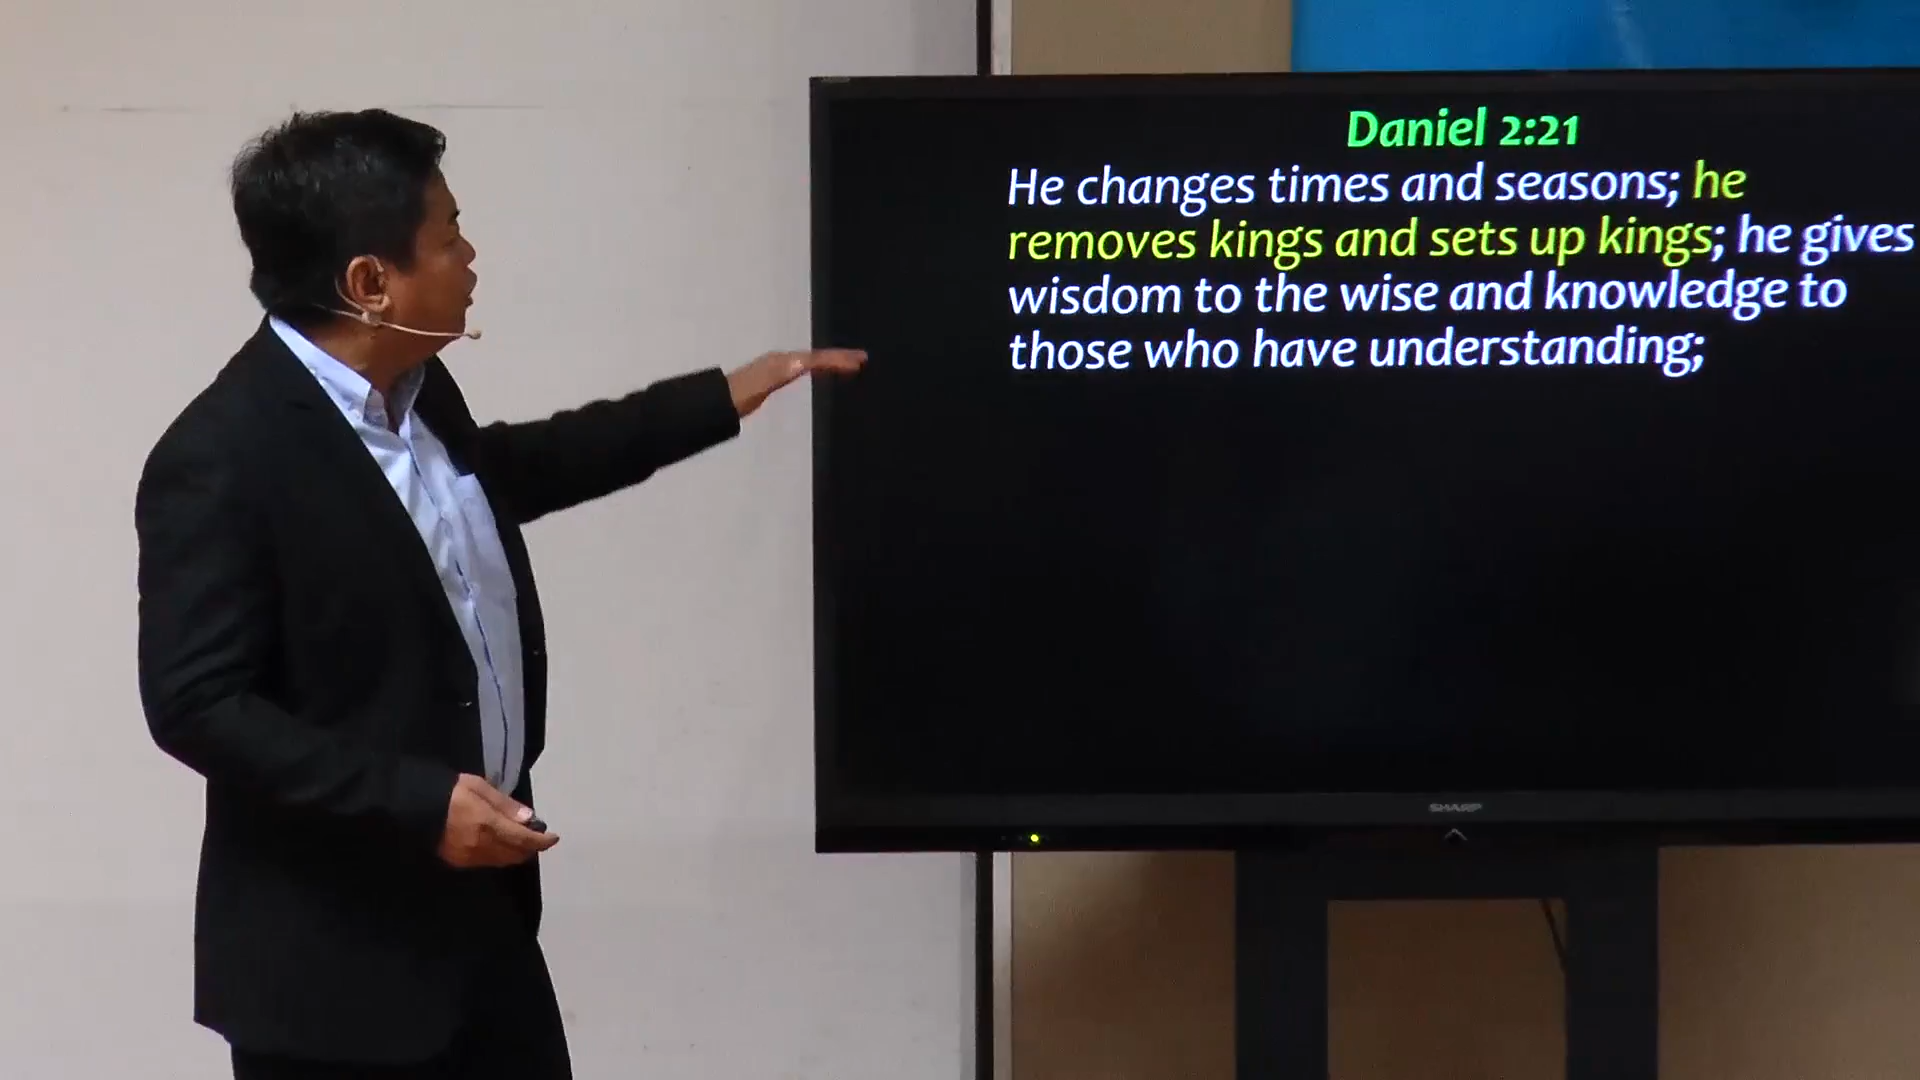 Daniel 2:21
He changes times and seasons; he
removes kings and sets up kings; he gives
wisdom to the wise and knowledge to
those who have understanding;
SHARP